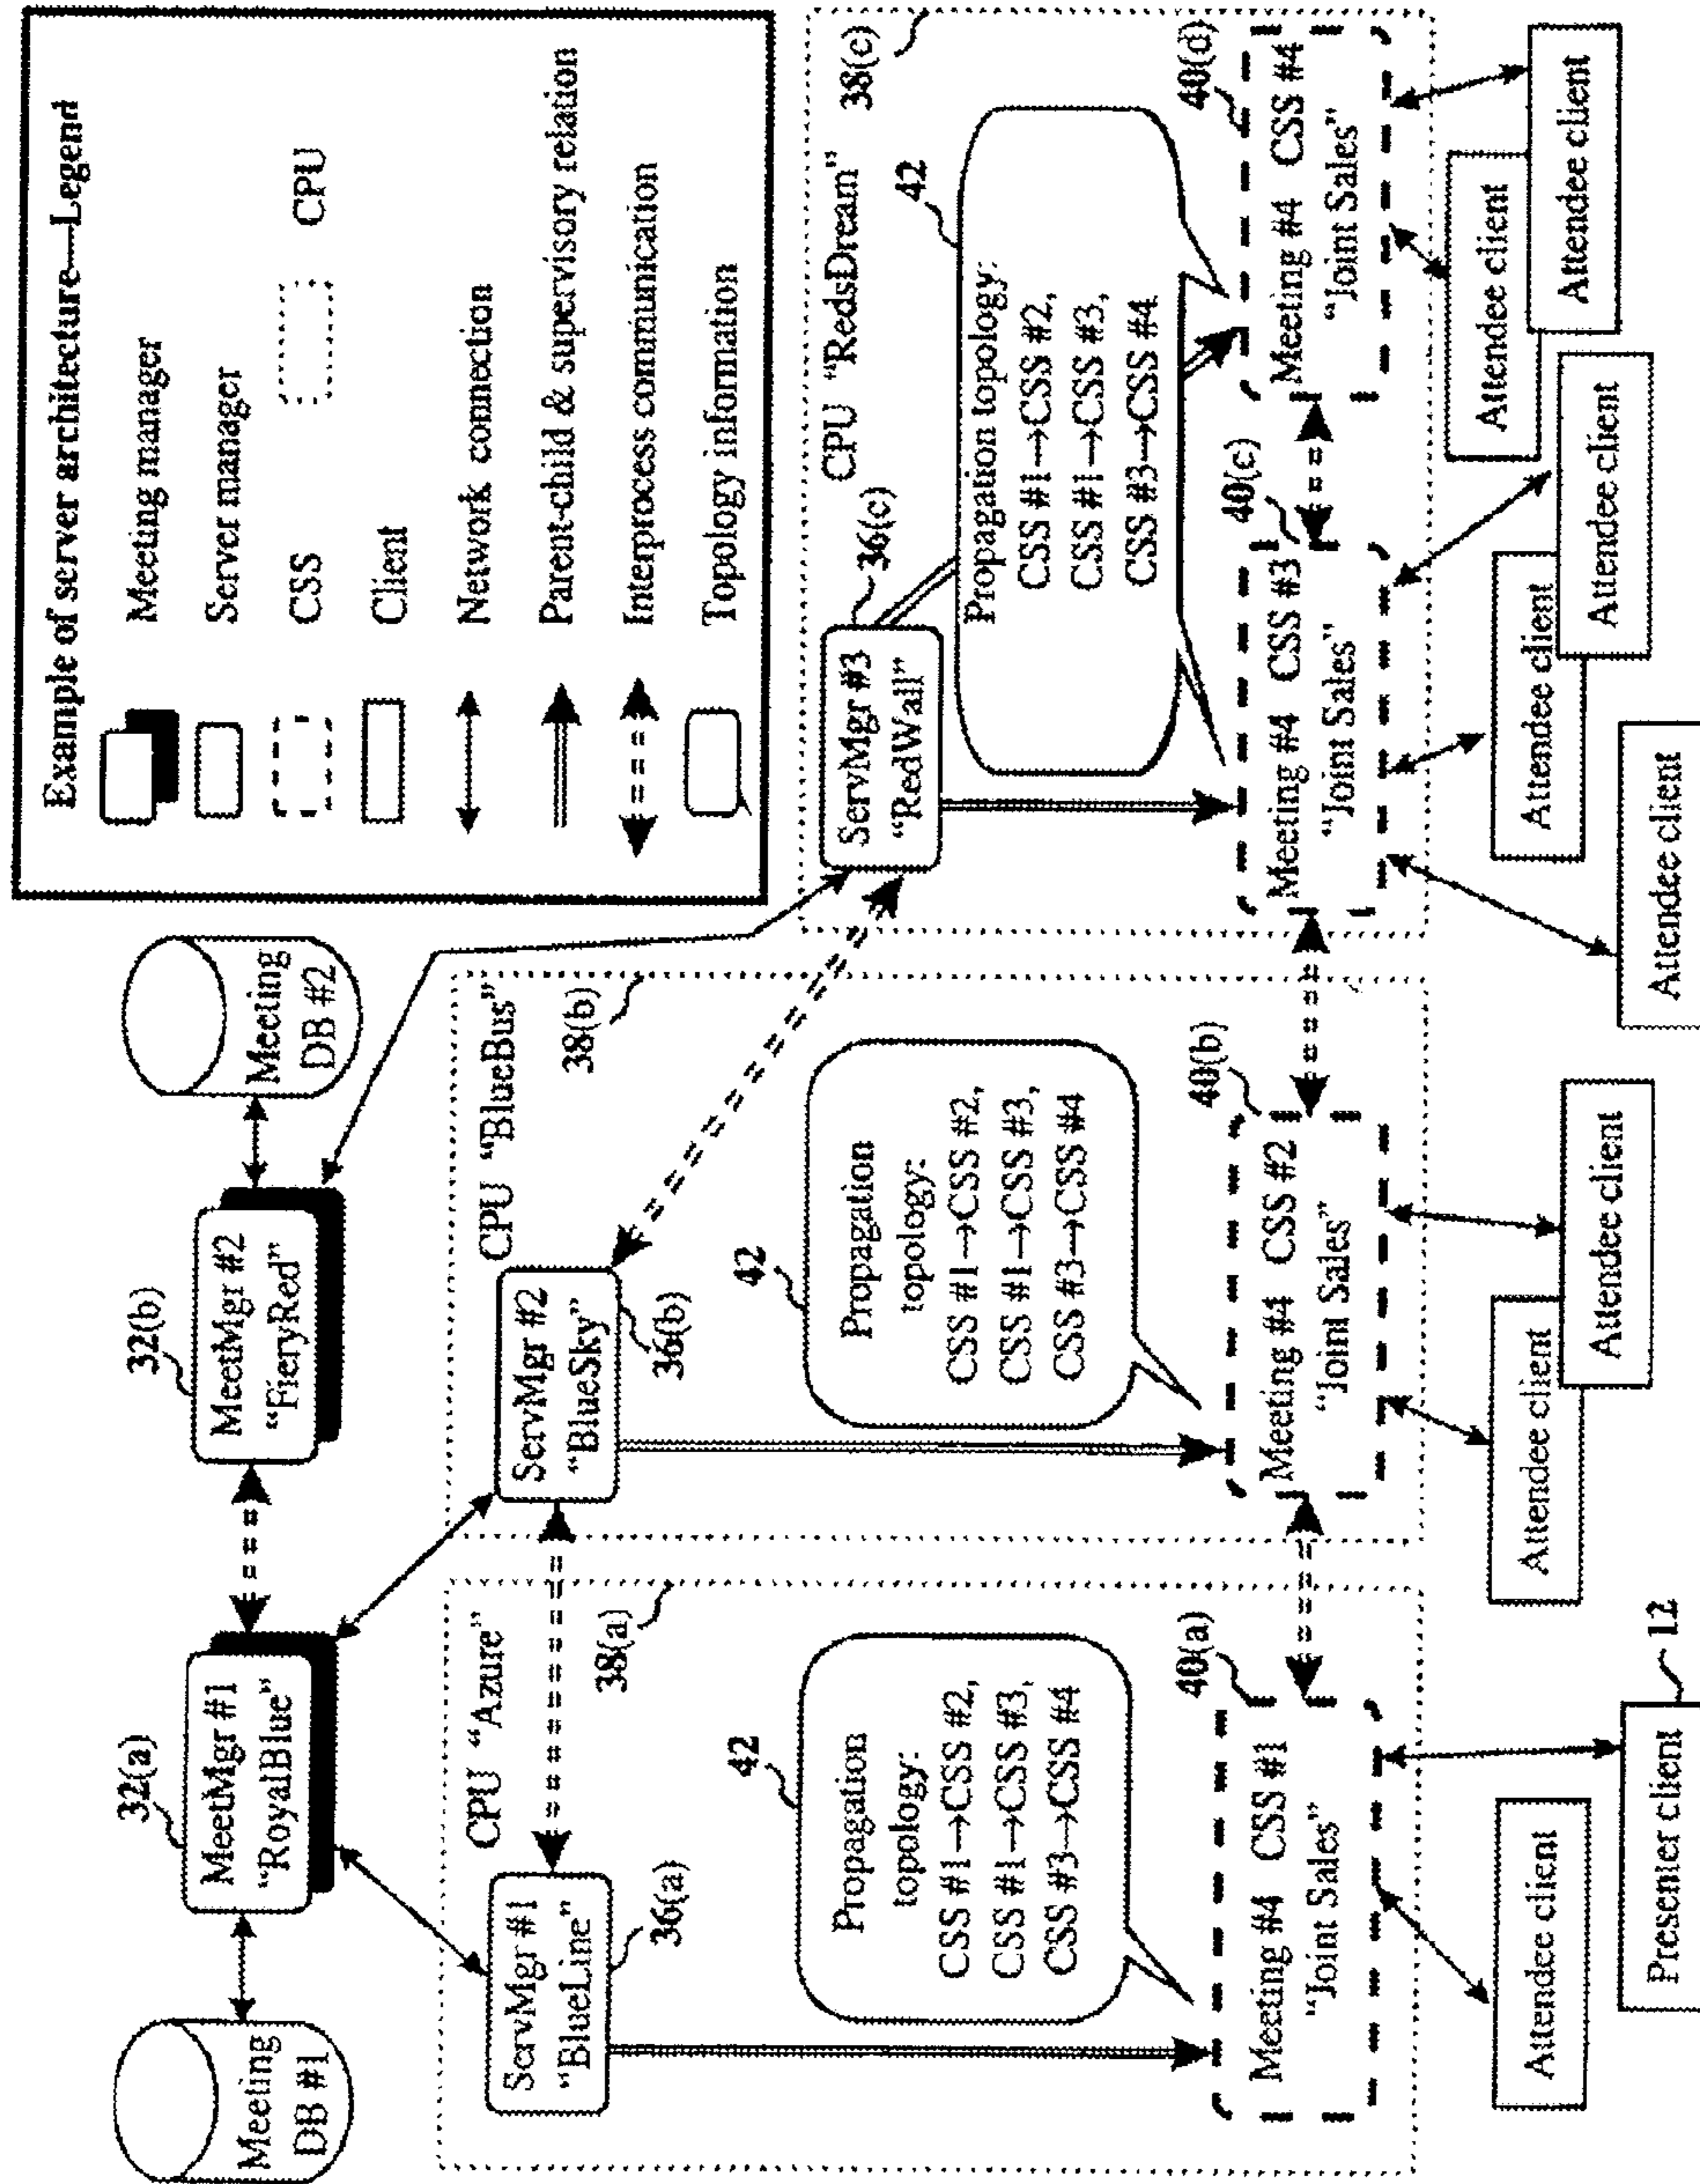 Example of server architecture—Legend
Meeting manager
Server manager
CSS
CPU
Client
Network connection
Parent-child & supervisory relation
Interprocess communication
Topology information
Meeting
DB #1
32(a)
MeetMgr #1
“RoyalBlue”
32(b)
MeetMgr #2
“FieryRed”
Meeting
DB #2
CPU “Azure”
38(a)
ServMgr #1
“BlueLine”
36(a)
42
Propagation
topology:
CSS #1→CSS #2,
CSS #1→CSS #3,
CSS #3→CSS #4
40(a)
Meeting #4 CSS #1
“Joint Sales”
Attendee client
Presenter client
12
CPU “BlueBus”
38(b)
ServMgr #2
“BlueSky”
36(b)
42
Propagation
topology:
CSS #1→CSS #2,
CSS #1→CSS #3,
CSS #3→CSS #4
40(b)
Meeting #4 CSS #2
“Joint Sales”
Attendee client
Attendee client
CPU “RedsDream”
38(c)
ServMgr #3
“RedWall”
36(c)
42
Propagation topology:
CSS #1→CSS #2,
CSS #1→CSS #3,
CSS #3→CSS #4
40(c)
Meeting #4 CSS #3
“Joint Sales”
40(d)
Meeting #4 CSS #4
“Joint Sales”
Attendee client
Attendee client
Attendee client
Attendee client
Attendee client